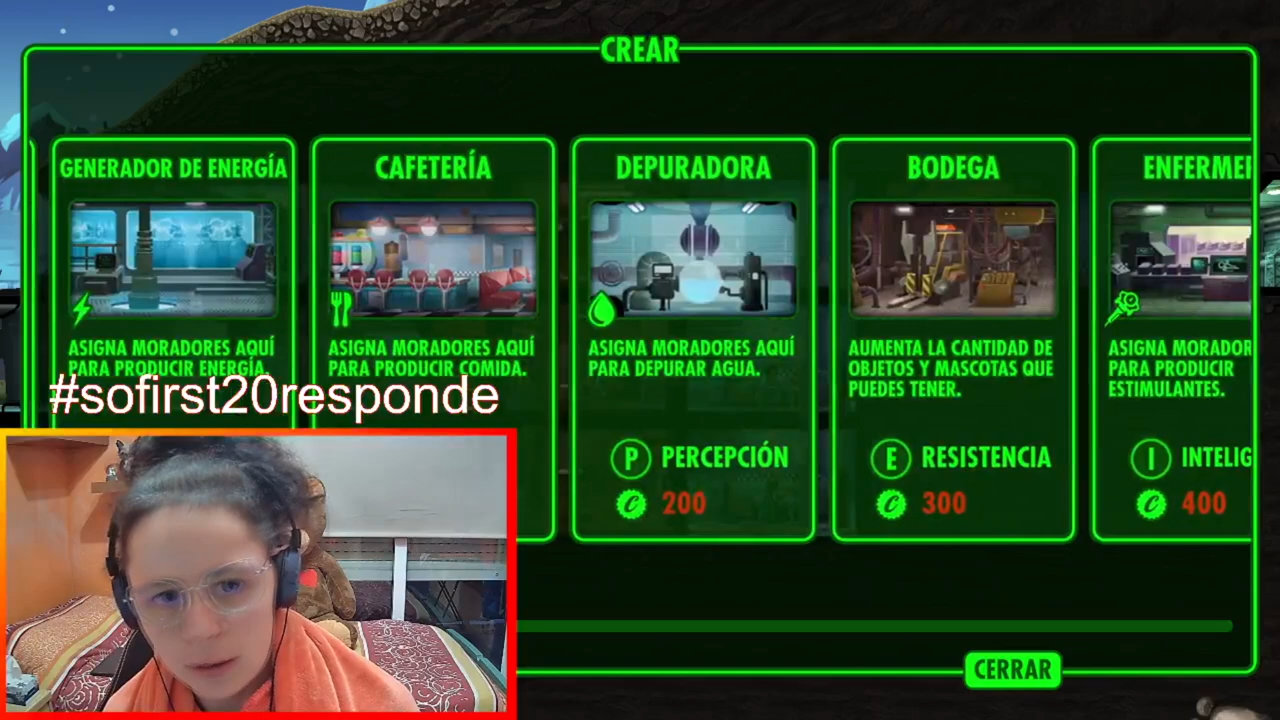 CREAR
GENERADOR DE ENERGÍA
ASIGNA MORADORES AQUÍ
PARA PRODUCIR ENERGÍA.
CAFETERÍA
ASIGNA MORADORES AQUÍ
PARA PRODUCIR COMIDA.
DEPURADORA
ASIGNA MORADORES AQUÍ
PARA DEPURAR AGUA.
P PERCEPCIÓN
C 200
BODEGA
AUMENTA LA CANTIDAD DE
OBJETOS Y MASCOTAS QUE
PUEDES TENER.
E RESISTENCIA
C 300
ENFERMER
ASIGNA MORADOR
PARA PRODUCIR
ESTIMULANTES.
I INTELIG
C 400
#sofirst20responde
CERRAR